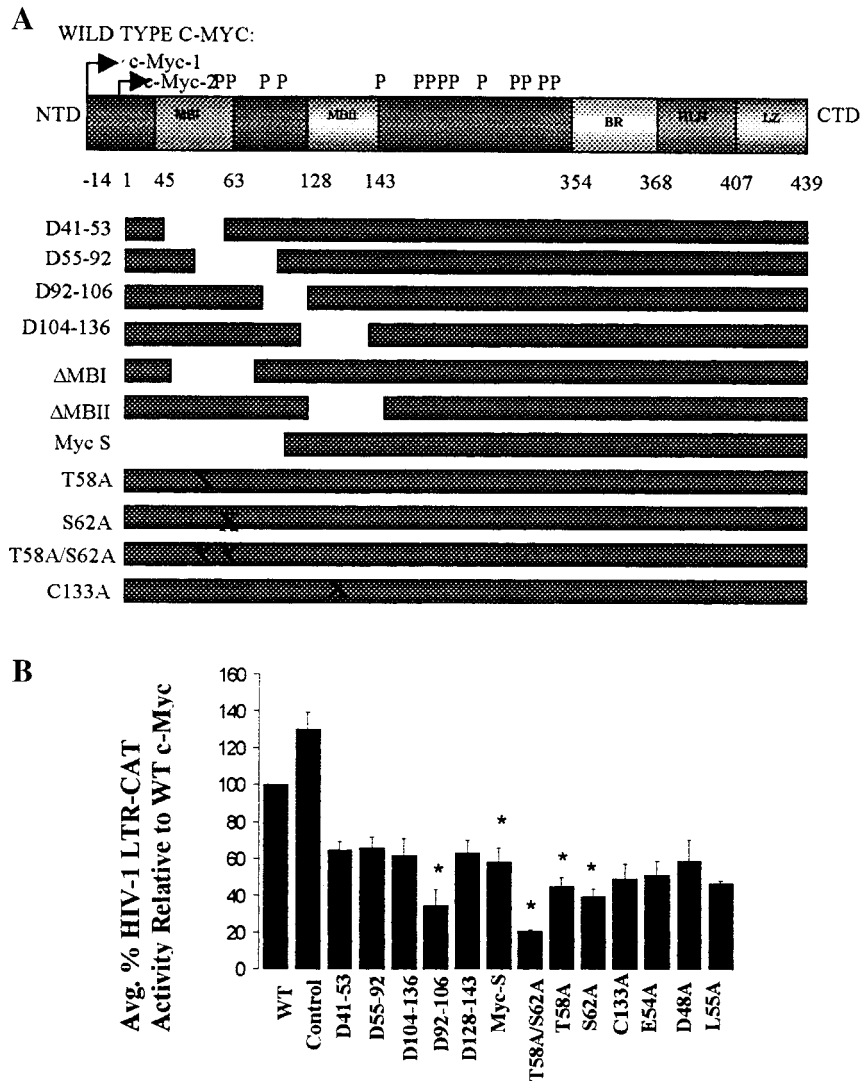 A
WILD TYPE C-MYC:
c-Myc-1
c-Myc-2 PP P P P PPPP P PP PP
NTD MBI MBII BR HLH LZ CTD
-14 1 45 63 128 143 354 368 407 439
D41-53
D55-92
D92-106
D104-136
ΔMBI
ΔMBII
Myc S
T58A
S62A
T58A/S62A
C133A
B
Avg. % HIV-1 LTR-CAT
Activity Relative to WT c-Myc
160
140
120
100
80
60
40
20
0
* * * * *
WT Control D41-53 D55-92 D104-136 D92-106 D128-143 Myc-S T58A/S62A T58A S62A C133A E54A D48A L55A